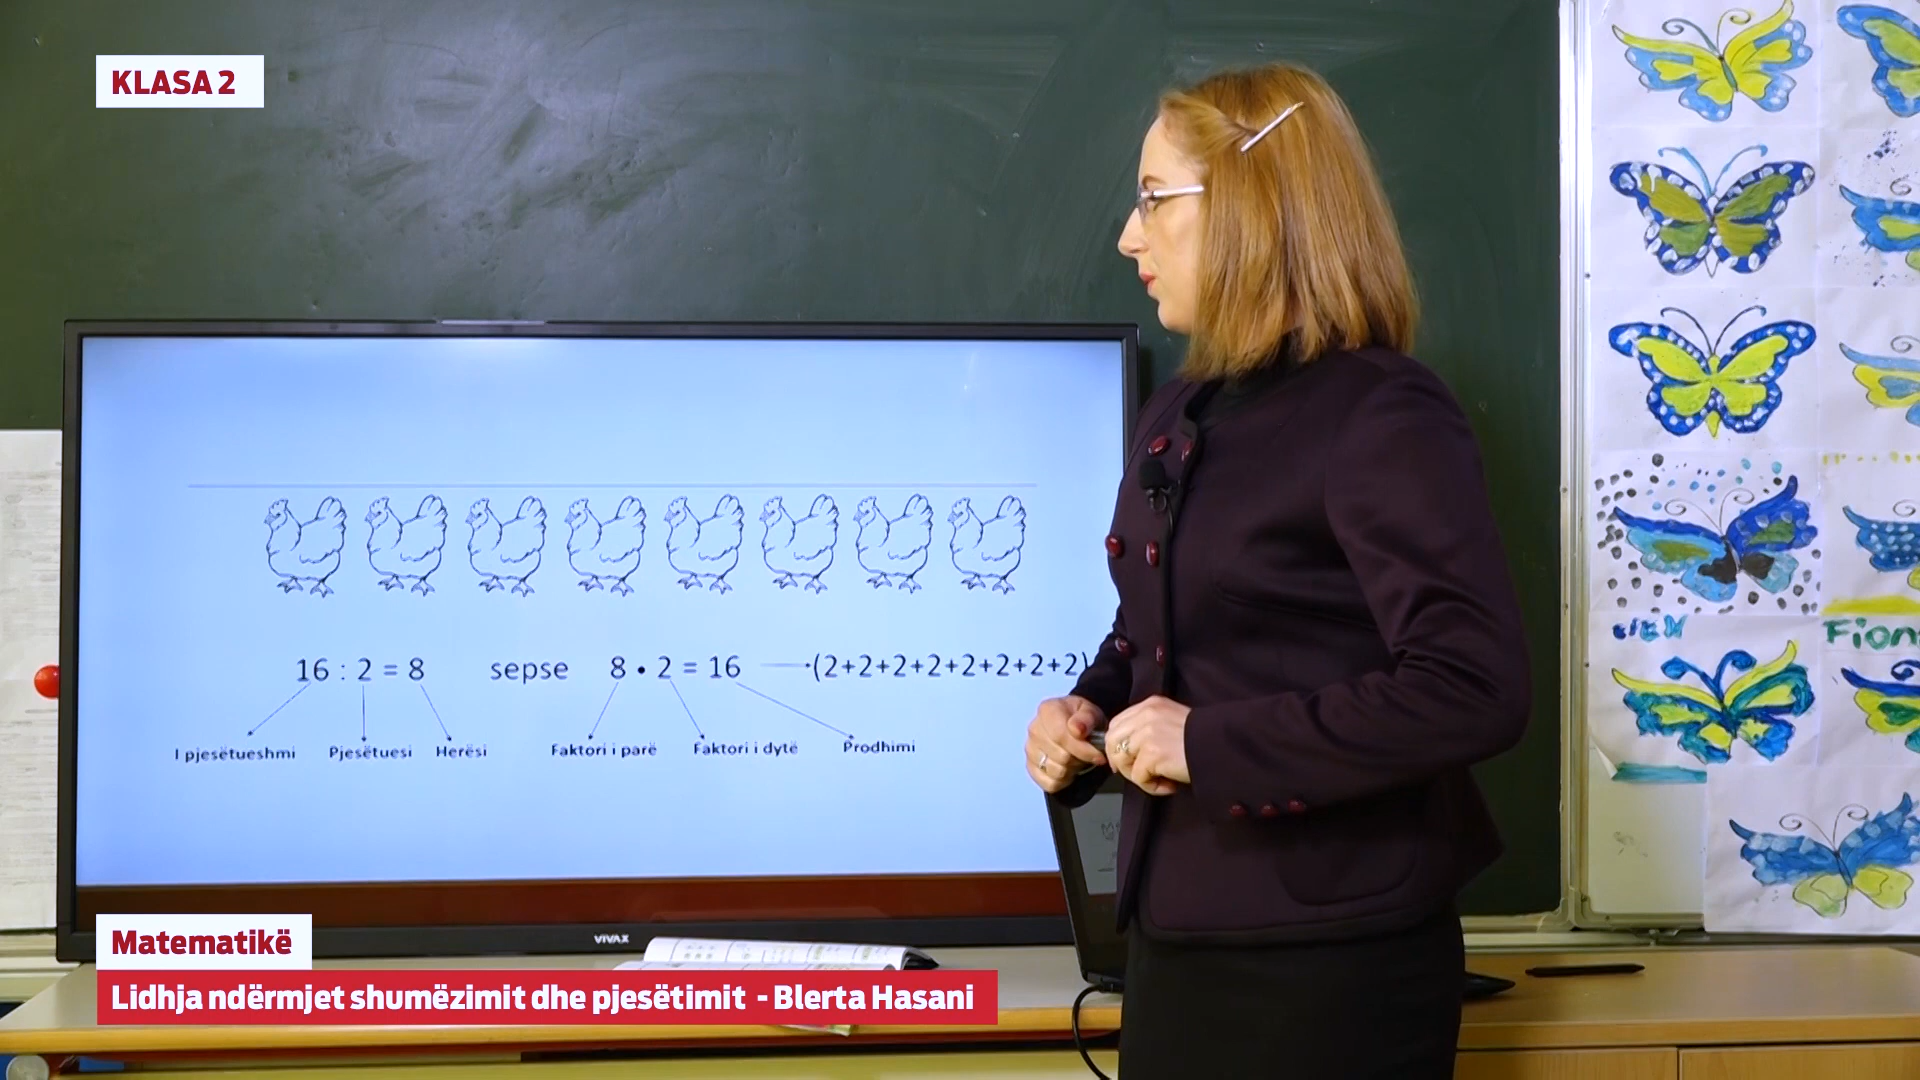 KLASA 2
16 : 2 = 8 sepse 8 • 2 = 16 (2+2+2+2+2+2+2+2)
I pjesëtueshmi Pjesëtuesi Herësi Faktori i parë Faktori i dytë Prodhimi
Fion
VIVAX
Matematikë
Lidhja ndërmjet shumëzimit dhe pjesëtimit - Blerta Hasani